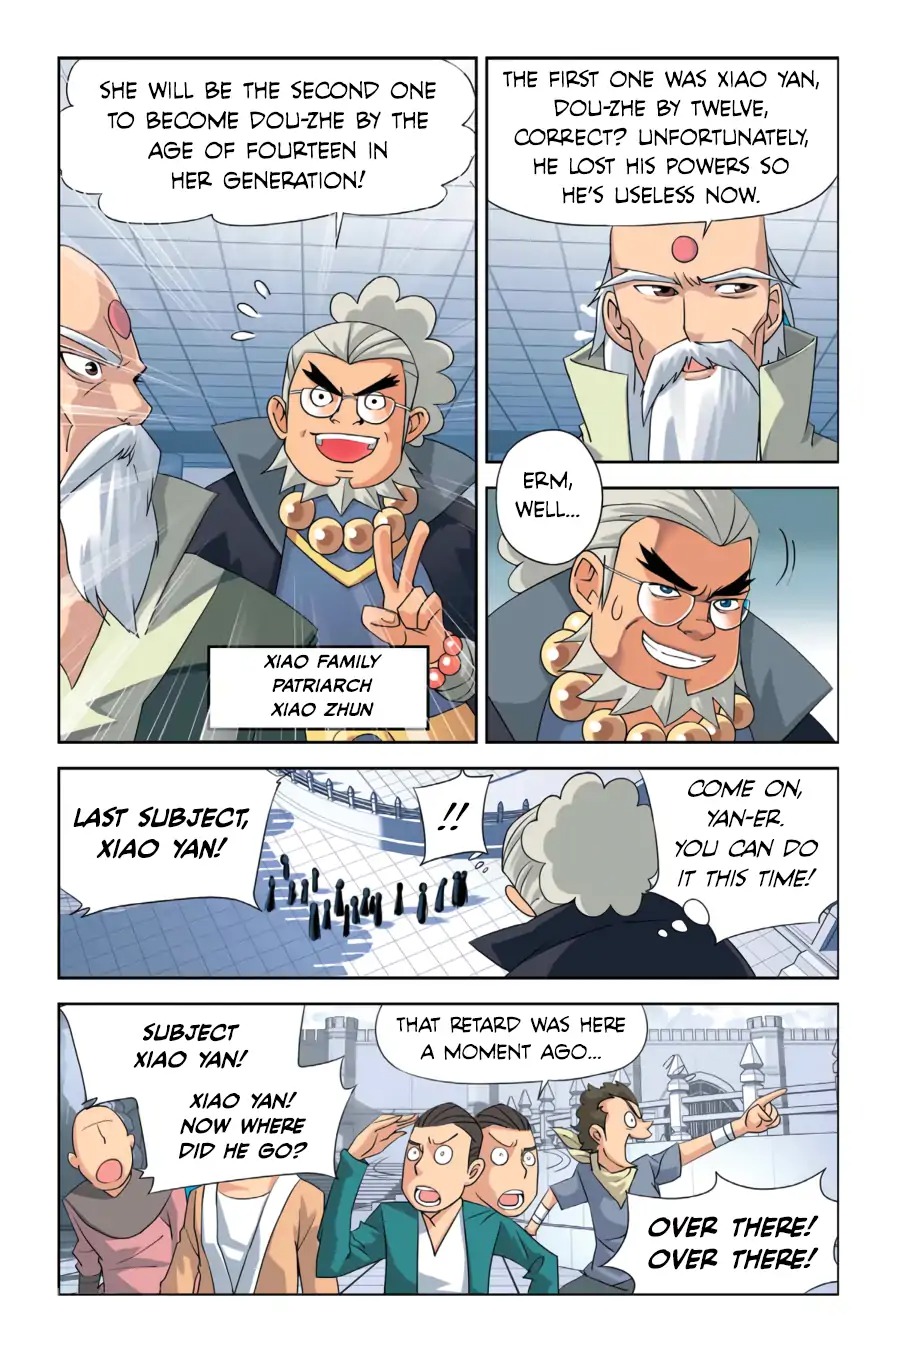 SHE WILL BE THE SECOND ONE
TO BECOME DOU-ZHE BY THE
AGE OF FOURTEEN IN
HER GENERATION!
THE FIRST ONE WAS XIAO YAN,
DOU-ZHE BY TWELVE,
CORRECT? UNFORTUNATELY,
HE LOST HIS POWERS SO
HE'S USELESS NOW.
XIAO FAMILY
PATRIARCH
XIAO ZHUN
ERM,
WELL...
LAST SUBJECT,
XIAO YAN!
!!
COME ON,
YAN-ER.
YOU CAN DO
IT THIS TIME!
SUBJECT
XIAO YAN!
XIAO YAN!
NOW WHERE
DID HE GO?
THAT RETARD WAS HERE
A MOMENT AGO...
OVER THERE!
OVER THERE!